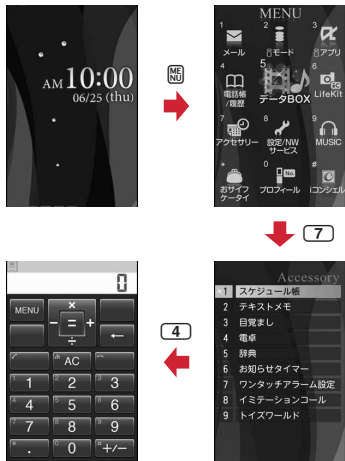 AM 10:00
06/25 (thu)
MENU
MENU
1 2 3
メール iモード iアプリ
4 5 6
電話帳/履歴 データBOX LifeKit
7 8 9
アクセサリー 設定/NWサービス MUSIC
* 0 #
おサイフケータイ プロフィール iコンシェル
7
Accessory
1 スケジュール帳
2 テキストメモ
3 目覚まし
4 電卓
5 辞典
6 お知らせタイマー
7 ワンタッチアラーム設定
8 イミテーションコール
9 トイズワールド
4
0
MENU × - = + ÷ ←
AC
1 2 3
4 5 6
7 8 9
. 0 +/−